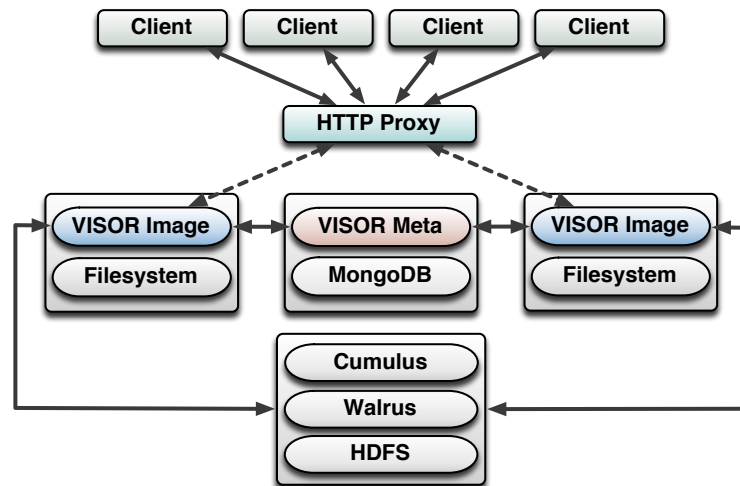 Client Client Client Client
HTTP Proxy
VISOR Image VISOR Meta VISOR Image
Filesystem MongoDB Filesystem
Cumulus
Walrus
HDFS